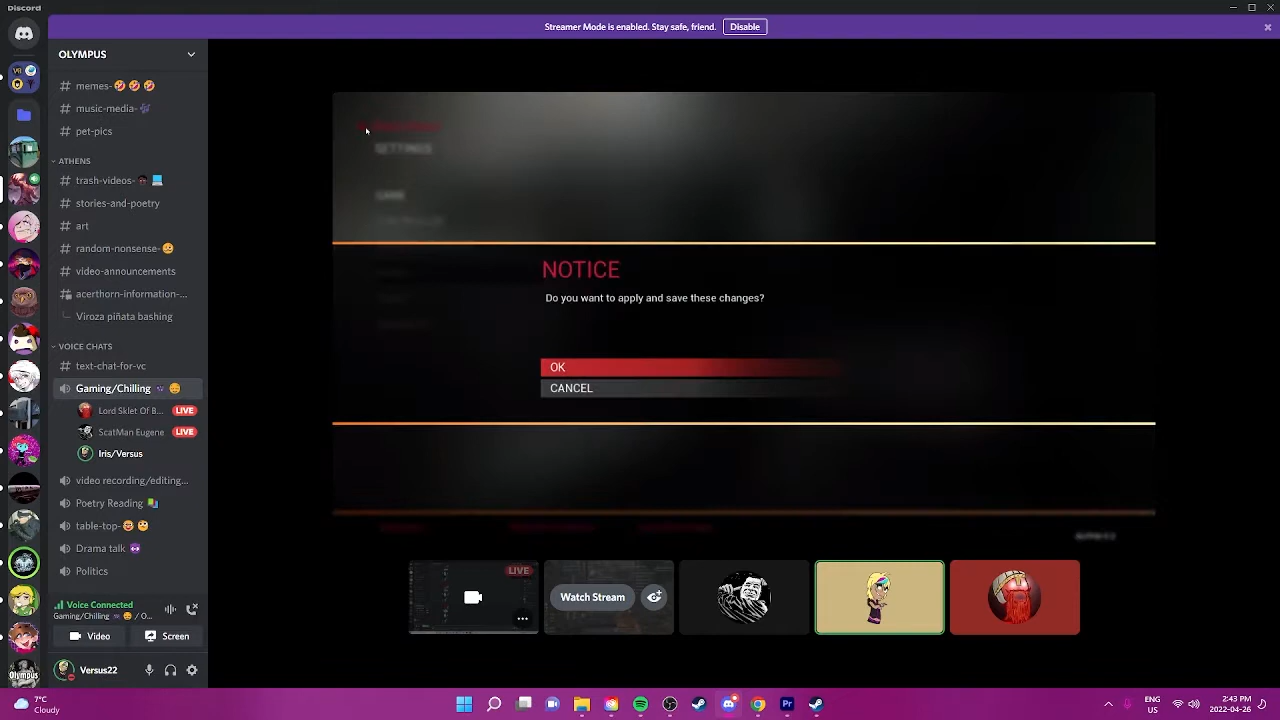 Discord
Streamer Mode is enabled. Stay safe, friend. Disable
OLYMPUS
# memes-🥵🥵🥵
# music-media-🎶
# pet-pics
ATHENS
# trash-videos-
# stories-and-poetry
# art
# random-nonsense-
# video-announcements
acerthorn-information-...
Viroza piñata bounty
VOICE CHATS
# text-chat-for-vc
Gaming/Chilling
Lord Sklet Of B... LIVE
ScatMan Eugene LIVE
Iris/Versus
video recording/editing...
Poetry Reading
table-top-
Drama talk
Politics
Voice Connected
Gaming/Chilling / O...
Video
Screen
Versus22
SETTINGS
GAME
NOTICE
Do you want to apply and save these changes?
OK
CANCEL
LIVE
Watch Stream
Olympus
7°C
Cloudy
ENG
US
2:43 PM
2022-04-26